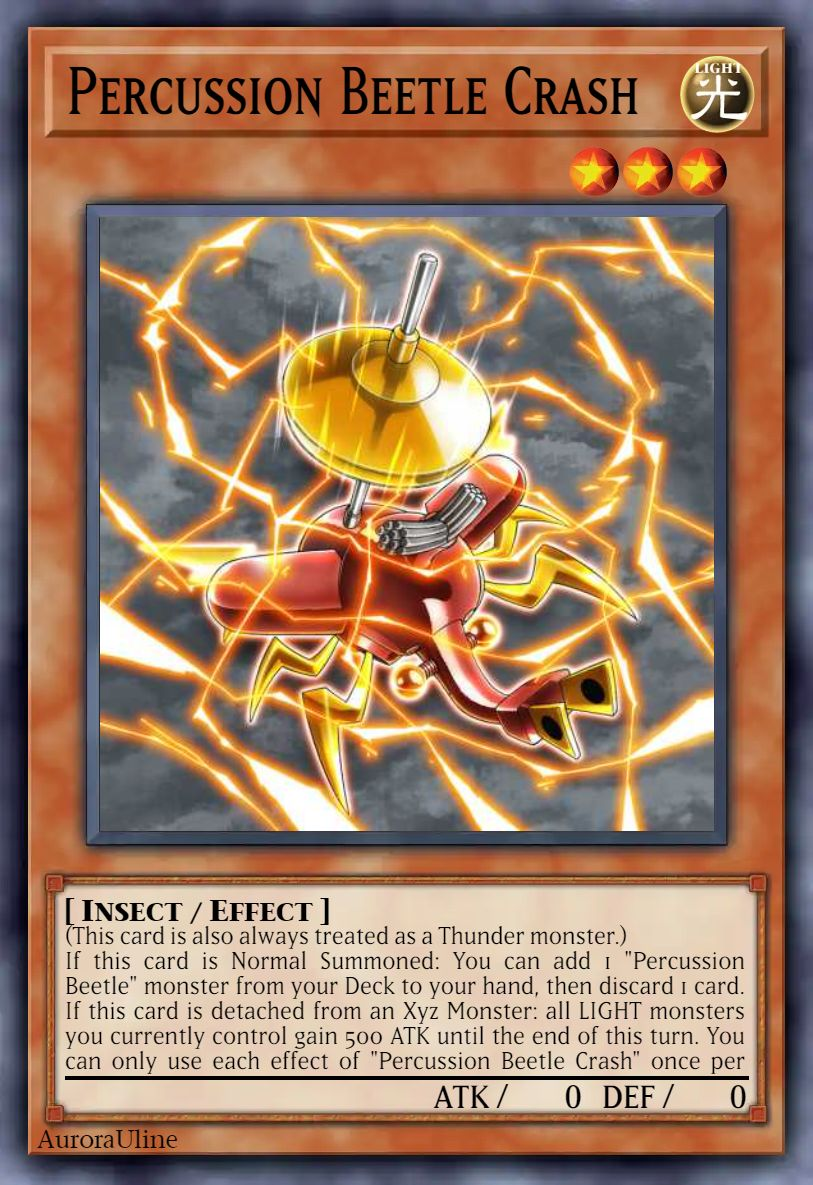 Percussion Beetle Crash
LIGHT
光
[ Insect / Effect ]
(This card is also always treated as a Thunder monster.)
If this card is Normal Summoned: You can add 1 "Percussion
Beetle" monster from your Deck to your hand, then discard 1 card.
If this card is detached from an Xyz Monster: all LIGHT monsters
you currently control gain 500 ATK until the end of this turn. You
can only use each effect of "Percussion Beetle Crash" once per
ATK / 0 DEF / 0
AuroraUline